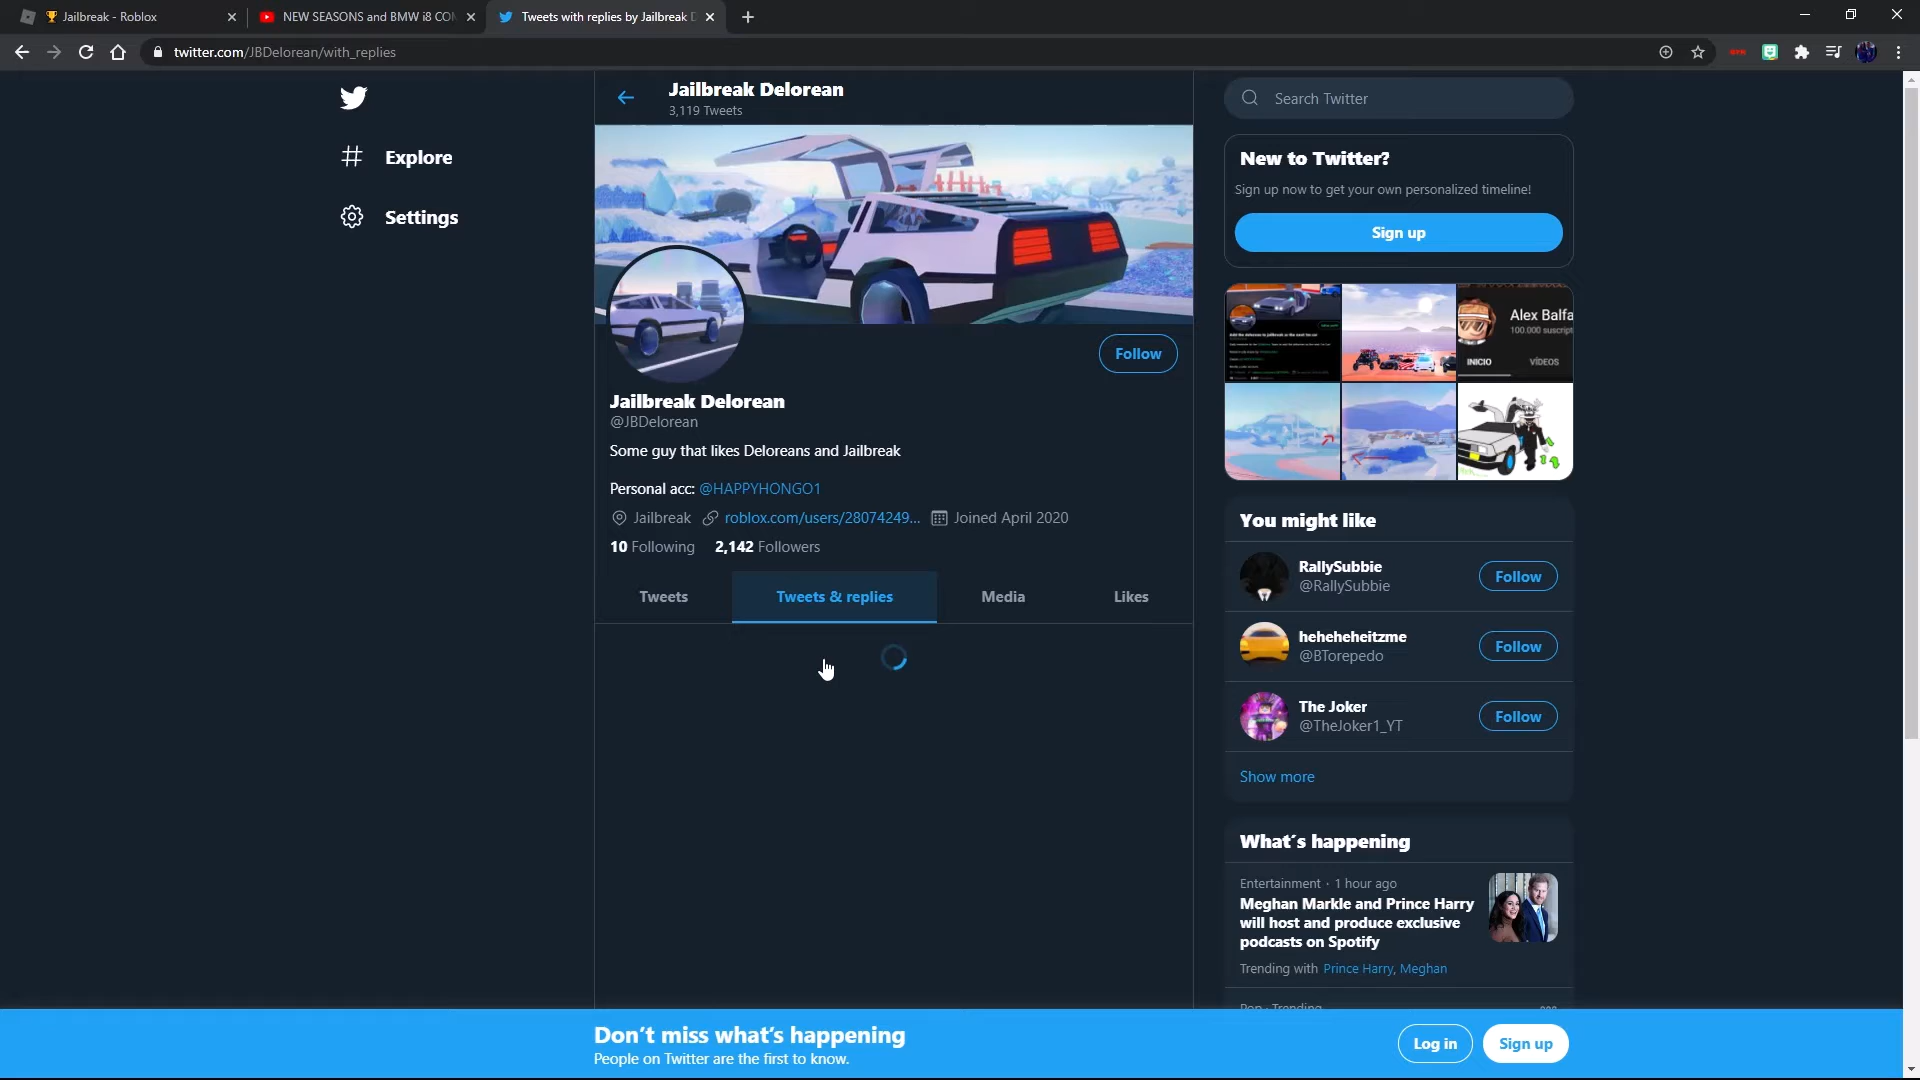 Jailbreak - Roblox
NEW SEASONS and BMW i8 CON
Tweets with replies by Jailbreak D
twitter.com/JBDelorean/with_replies
Explore
Settings
Jailbreak Delorean
3,119 Tweets
Follow
Jailbreak Delorean
@JBDelorean
Some guy that likes Deloreans and Jailbreak
Personal acc: @HAPPYHONGO1
Jailbreak roblox.com/users/28074249... Joined April 2020
10 Following 2,142 Followers
Tweets Tweets & replies Media Likes
Search Twitter
New to Twitter?
Sign up now to get your own personalized timeline!
Sign up
Alex Balfa
100.000 suscript
INICIO VÍDEOS
You might like
RallySubbie
@RallySubbie
Follow
heheheheitzme
@BTorepedo
Follow
The Joker
@TheJoker1_YT
Follow
Show more
What's happening
Entertainment · 1 hour ago
Meghan Markle and Prince Harry
will host and produce exclusive
podcasts on Spotify
Trending with Prince Harry, Meghan
Pop · Trending
Don't miss what's happening
People on Twitter are the first to know.
Log in
Sign up